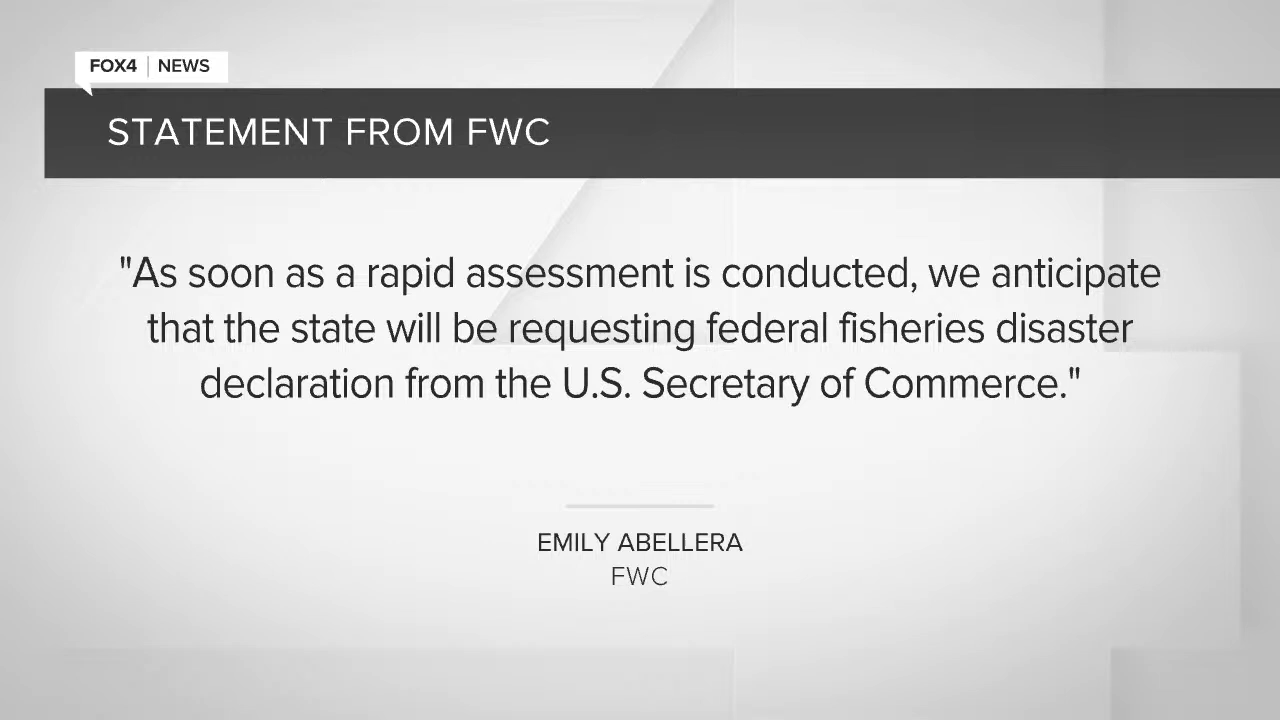 FOX4 | NEWS
STATEMENT FROM FWC
"As soon as a rapid assessment is conducted, we anticipate
that the state will be requesting federal fisheries disaster
declaration from the U.S. Secretary of Commerce."
EMILY ABELLERA
FWC